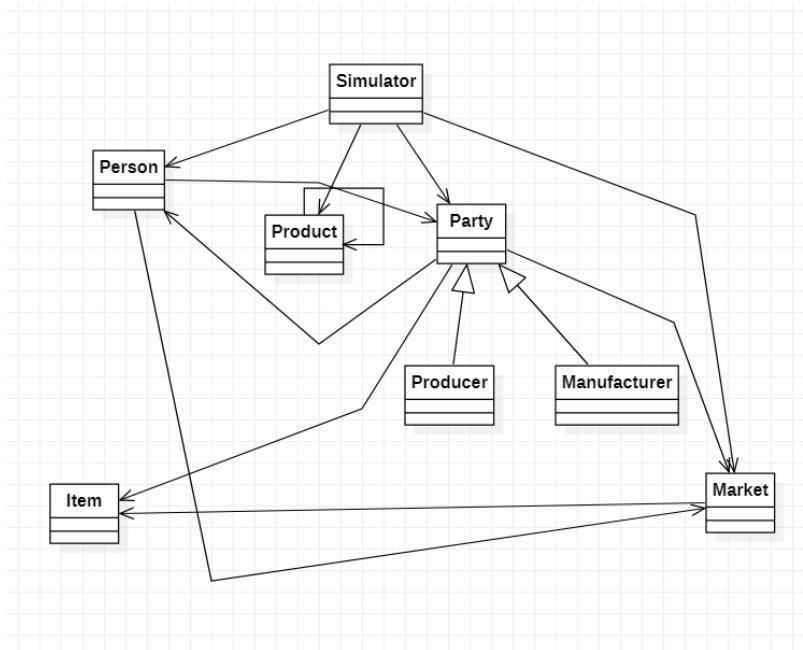 Simulator
Person
Product
Party
Producer
Manufacturer
Item
Market